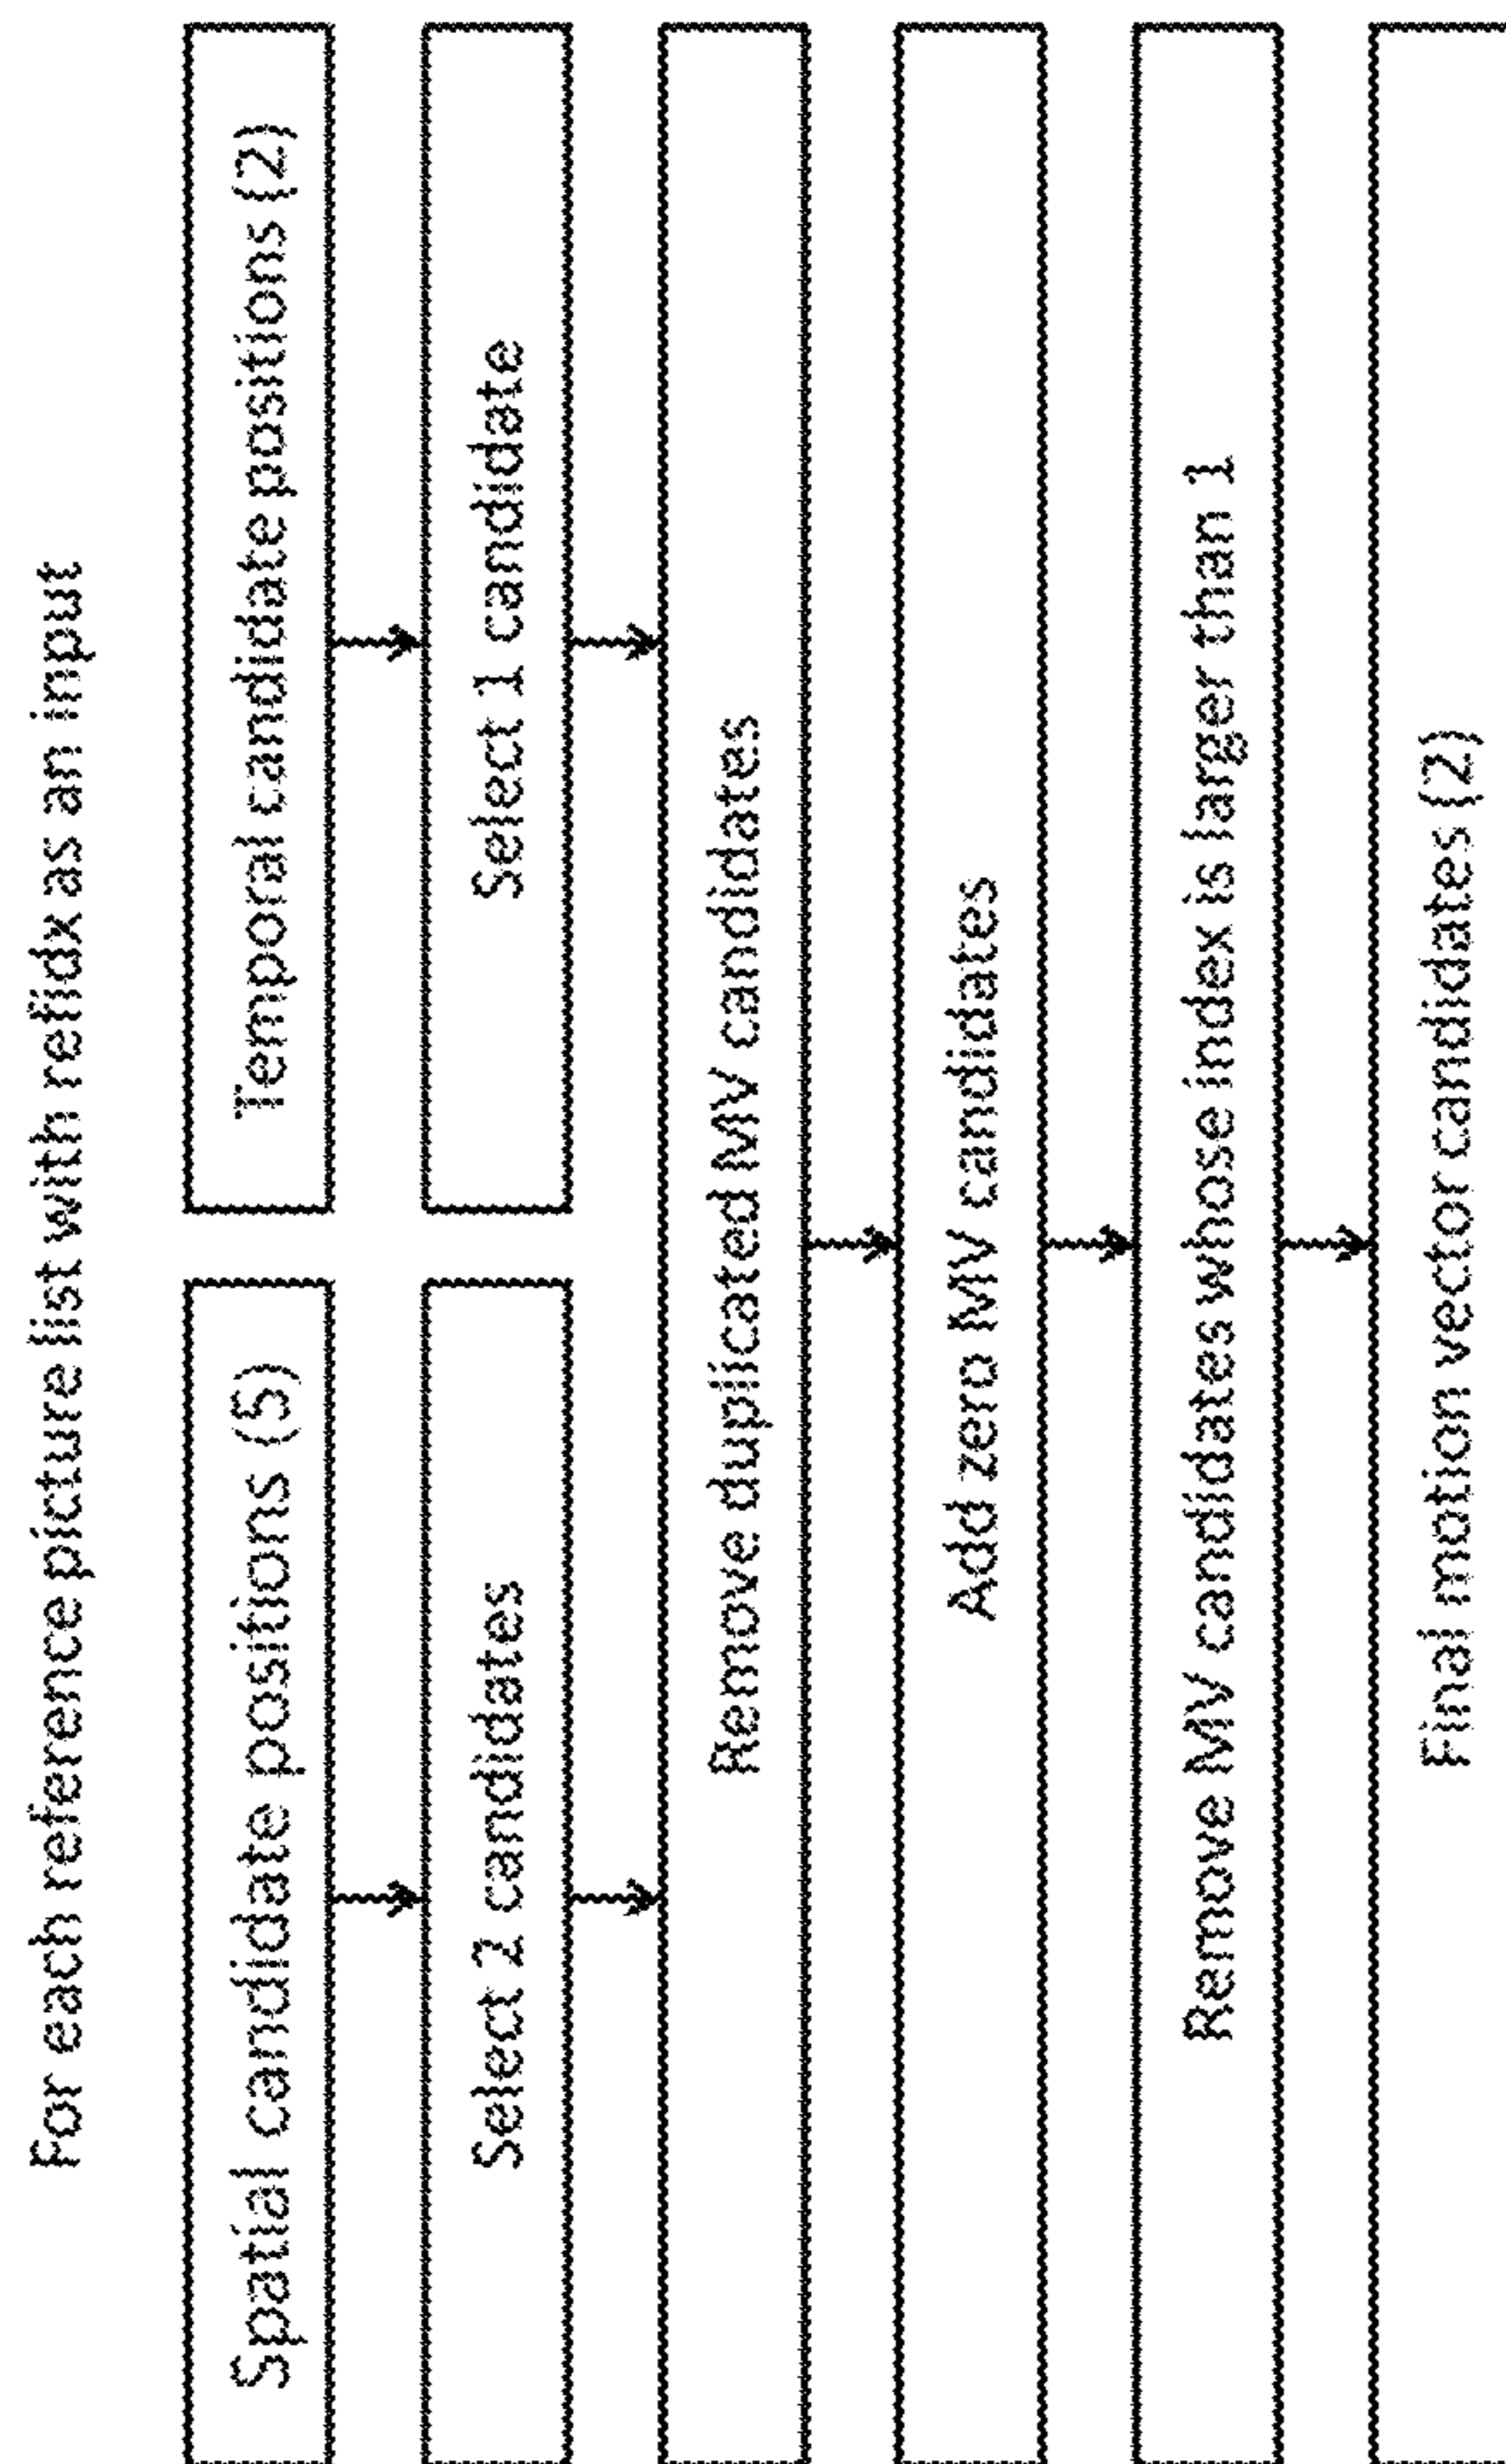 For each reference picture list with refidx as an input
Spatial candidate positions (5)
Temporal candidate positions (2)
Select 2 candidates
Select 1 candidate
Remove duplicated MV candidates
Add zero MV candidates
Remove MV candidates whose index is larger than 1
Final motion vector candidates (2)